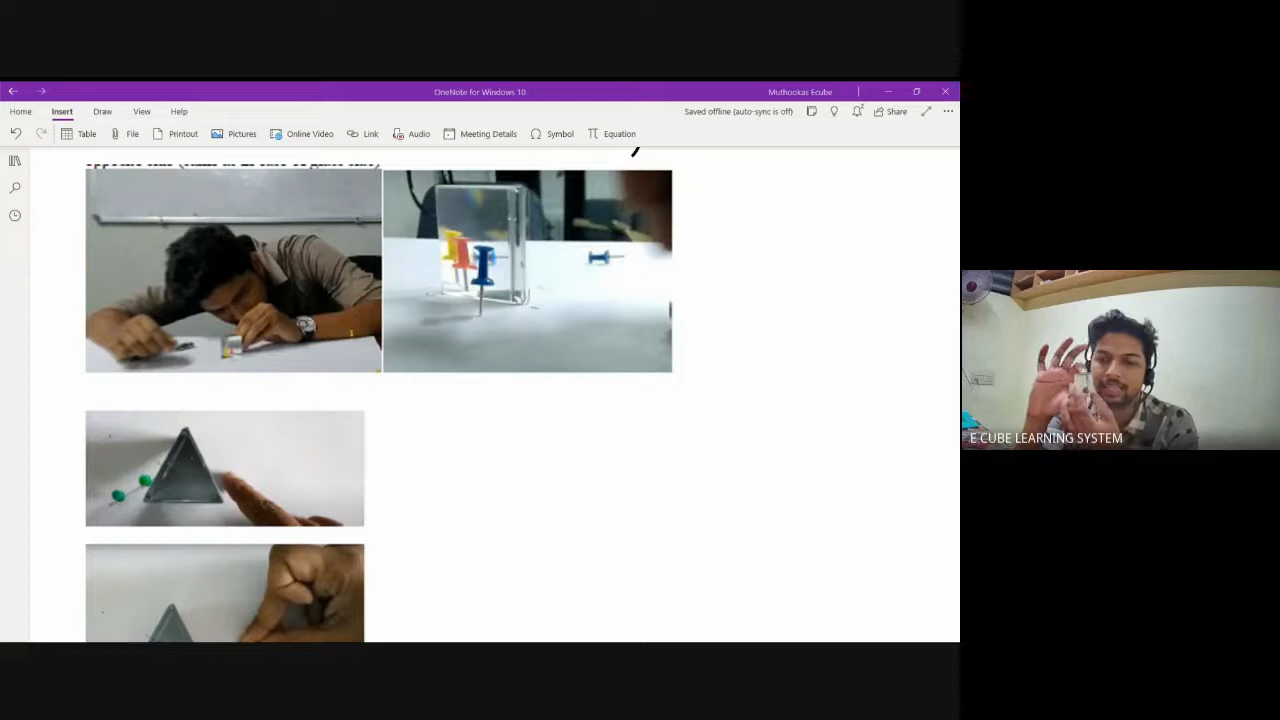 OneNote for Windows 10
Muthookas Ecube
Home
Insert
Draw
View
Help
Saved offline (auto-sync is off)
2
Share
Table
File
Printout
Pictures
Online Video
Link
Audio
Meeting Details
Symbol
Equation
E CUBE LEARNING SYSTEM